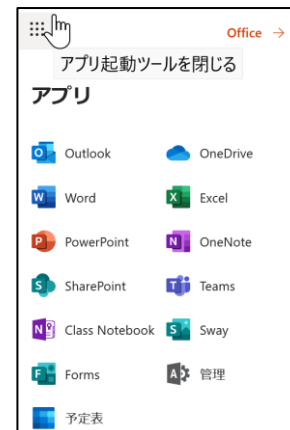 Office →
アプリ起動ツールを閉じる
アプリ
Outlook OneDrive
Word Excel
PowerPoint OneNote
SharePoint Teams
Class Notebook Sway
Forms 管理
予定表